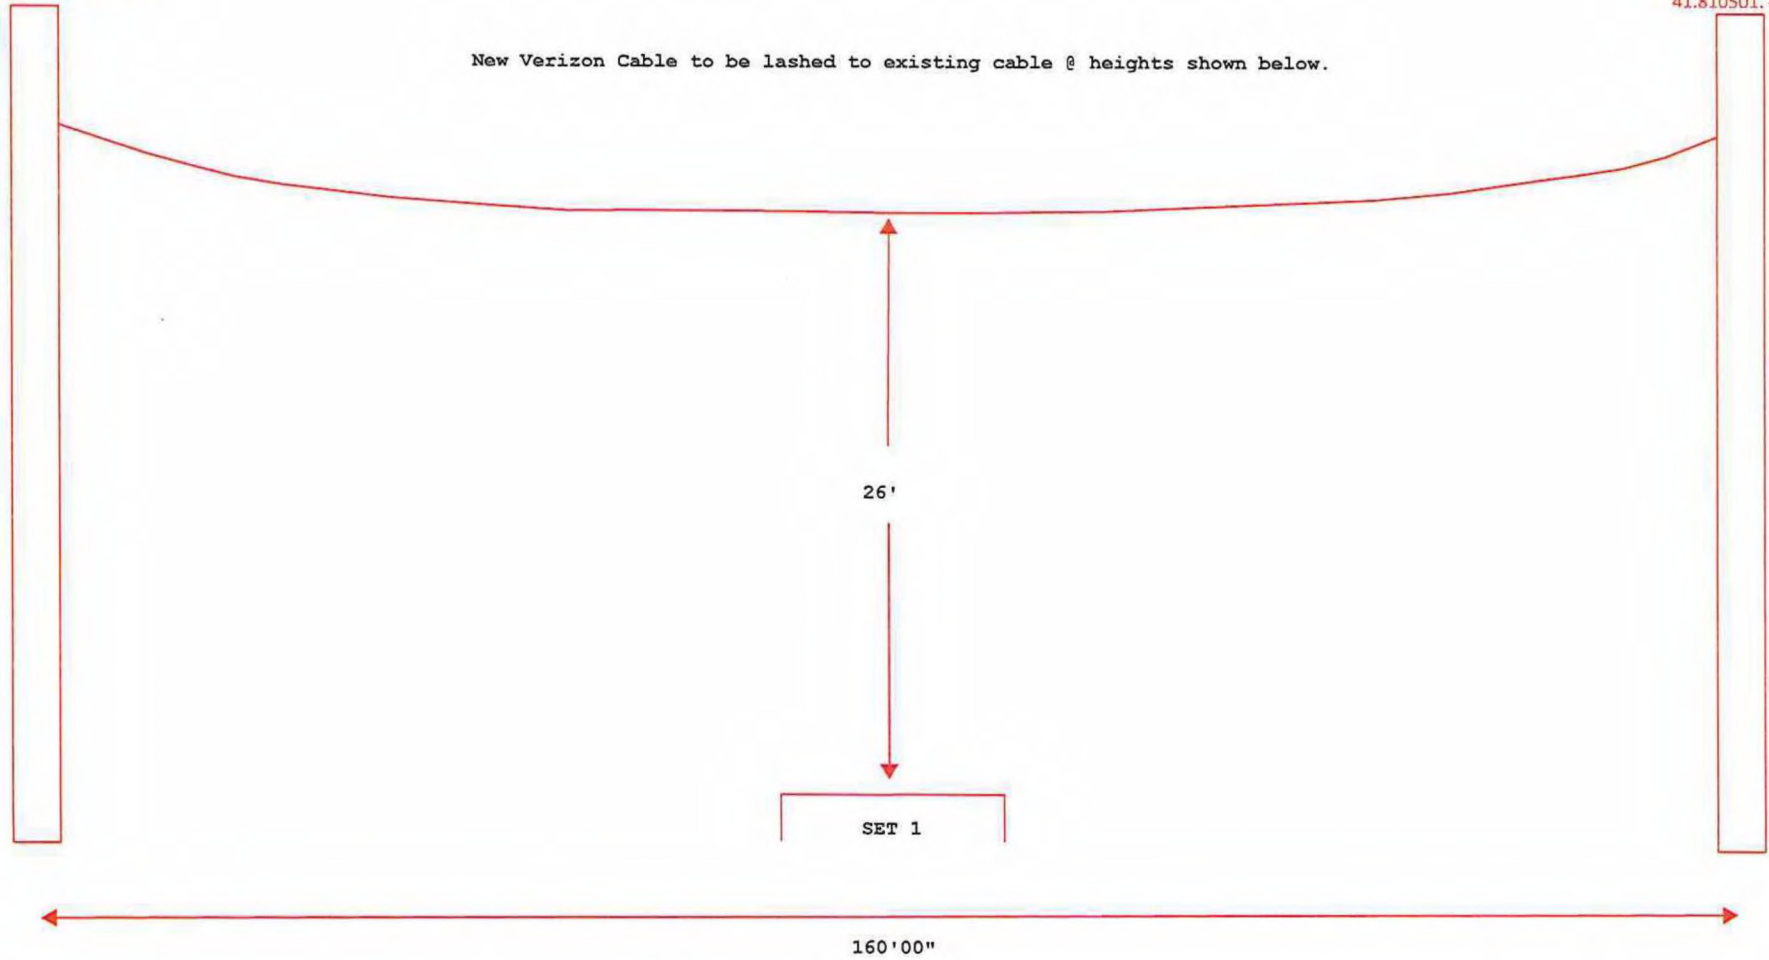 New Verizon Cable to be lashed to existing cable @ heights shown below.
26'
SET 1
160'00"